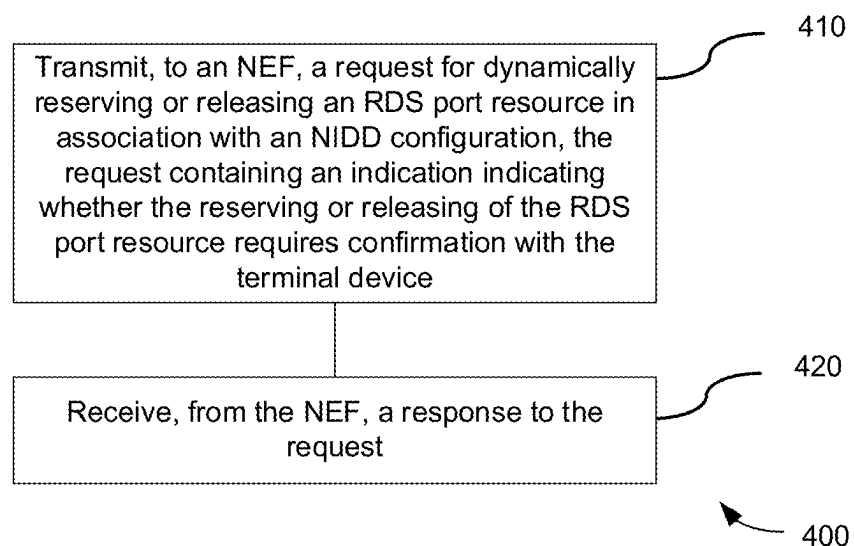 410
Transmit, to an NEF, a request for dynamically
reserving or releasing an RDS port resource in
association with an NIDD configuration, the
request containing an indication indicating
whether the reserving or releasing of the RDS
port resource requires confirmation with the
terminal device
420
Receive, from the NEF, a response to the
request
400